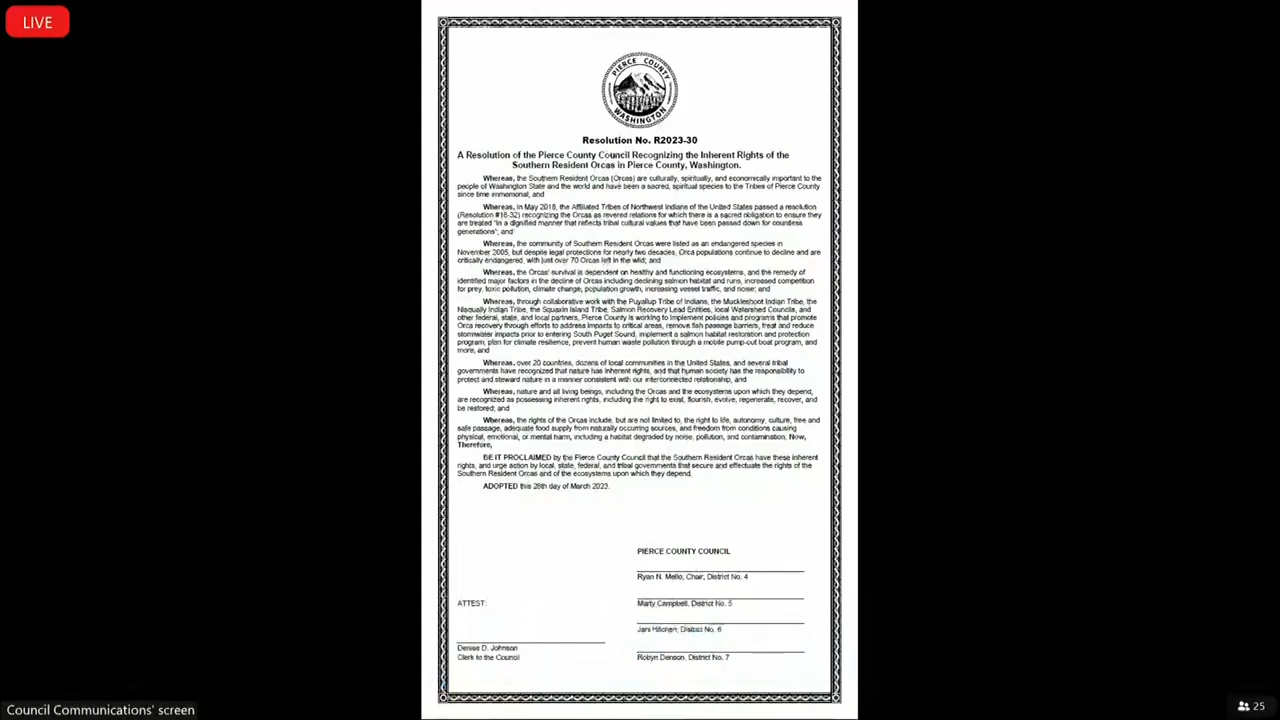 LIVE
PIERCE COUNTY
WASHINGTON
Resolution No. R2023-30
A Resolution of the Pierce County Council Recognizing the Inherent Rights of the
Southern Resident Orcas in Pierce County, Washington.
Whereas, the Southern Resident Orcas (Orcas) are culturally, spiritually, and economically important to the
people of Washington State and the world and have been a sacred, spiritual species to the Tribes of Pierce County
since time immemorial; and
Whereas, In May 2018, the Affiliated Tribes of Northwest Indians of the United States passed a resolution
(Resolution #18-32) recognizing the Orcas as revered relations for which there is a sacred obligation to ensure they
are treated "in a dignified manner that reflects tribal cultural values that have been passed down for countless
generations", and
Whereas, the community of Southern Resident Orcas were listed as an endangered species in
November 2005, but despite legal protections for nearly two decades, Orca populations continue to decline and are
critically endangered, with just over 70 Orcas left in the wild; and
Whereas, the Orcas' survival is dependent on healthy and functioning ecosystems, and the remedy of
identified major factors in the decline of Orcas including declining salmon habitat and runs, increased competition
for prey, toxic pollution, climate change, population growth, increasing vessel traffic, and noise; and
Whereas, through collaborative work with the Puyallup Tribe of Indians, the Muckleshoot Indian Tribe, the
Nisqually Indian Tribe, the Squaxin Island Tribe, Salmon Recovery Lead Entities, local Watershed Councils, and
other federal, state, and local partners, Pierce County is working to implement policies and programs that promote
Orca recovery through efforts to address impacts to critical areas, remove fish passage barriers, treat and reduce
stormwater impacts prior to entering South Puget Sound, implement a salmon habitat restoration and protection
program, plan for climate resilience, prevent human waste pollution through a mobile pump-out boat program, and
more, and
Whereas, over 20 countries, dozens of local communities in the United States, and several tribal
governments have recognized that nature has inherent rights, and that human society has the responsibility to
protect and steward nature in a manner consistent with our interconnected relationship, and
Whereas, nature and all living beings, including the Orcas and the ecosystems upon which they depend,
are recognized as possessing inherent rights, including the right to exist, flourish, evolve, regenerate, recover, and
be restored; and
Whereas, the rights of the Orcas include, but are not limited to, the right to life, autonomy, culture, free and
safe passage, adequate food supply from naturally occurring sources, and freedom from conditions causing
physical, emotional, or mental harm, including a habitat degraded by noise, pollution, and contamination, Now,
Therefore,
BE IT PROCLAIMED by the Pierce County Council that the Southern Resident Orcas have these inherent
rights, and urge action by local, state, federal, and tribal governments that secure and effectuate the rights of the
Southern Resident Orcas and of the ecosystems upon which they depend.
ADOPTED this 28th day of March 2023.
PIERCE COUNTY COUNCIL
Ryan N. Mello, Chair, District No. 4
ATTEST:
Marty Campbell, District No. 5
Jani Hitchen, District No. 6
Denise D. Johnson
Clerk to the Council
Robyn Denson, District No. 7
Council Communications' screen
25